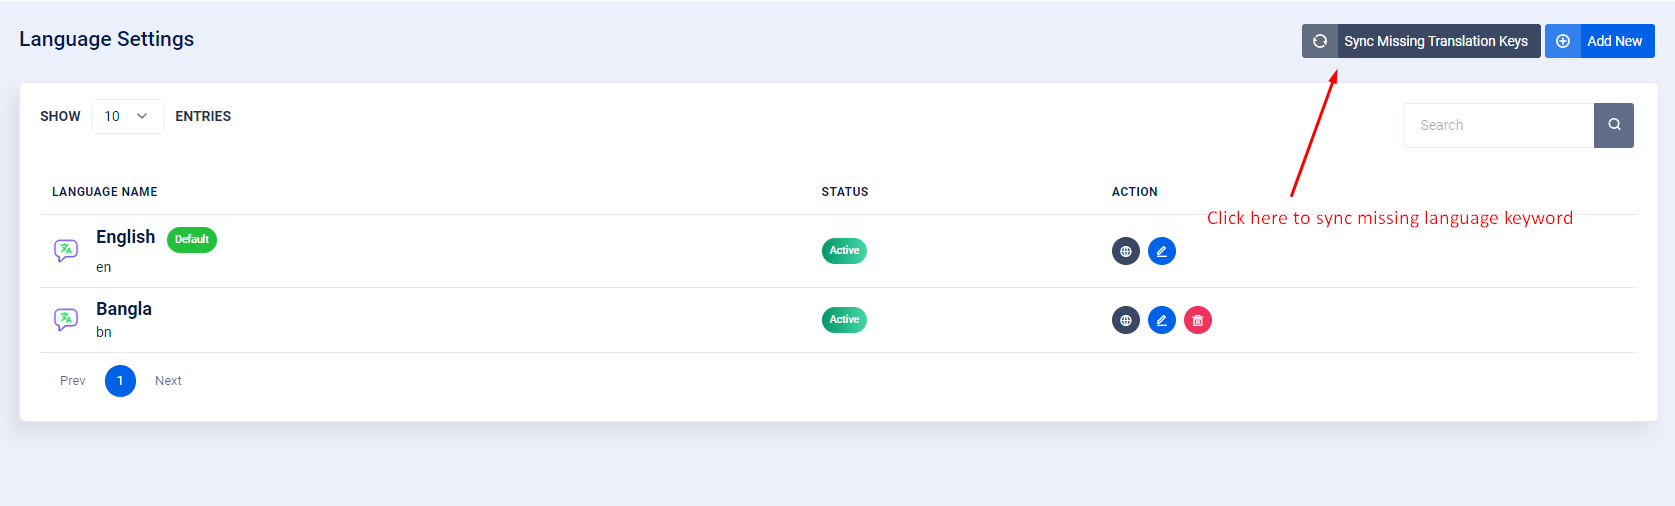 Language Settings
Sync Missing Translation Keys
Add New
SHOW 10 ENTRIES
Search
LANGUAGE NAME STATUS ACTION
Click here to sync missing language keyword
English Default
Active
en
Bangla
Active
bn
Prev 1 Next